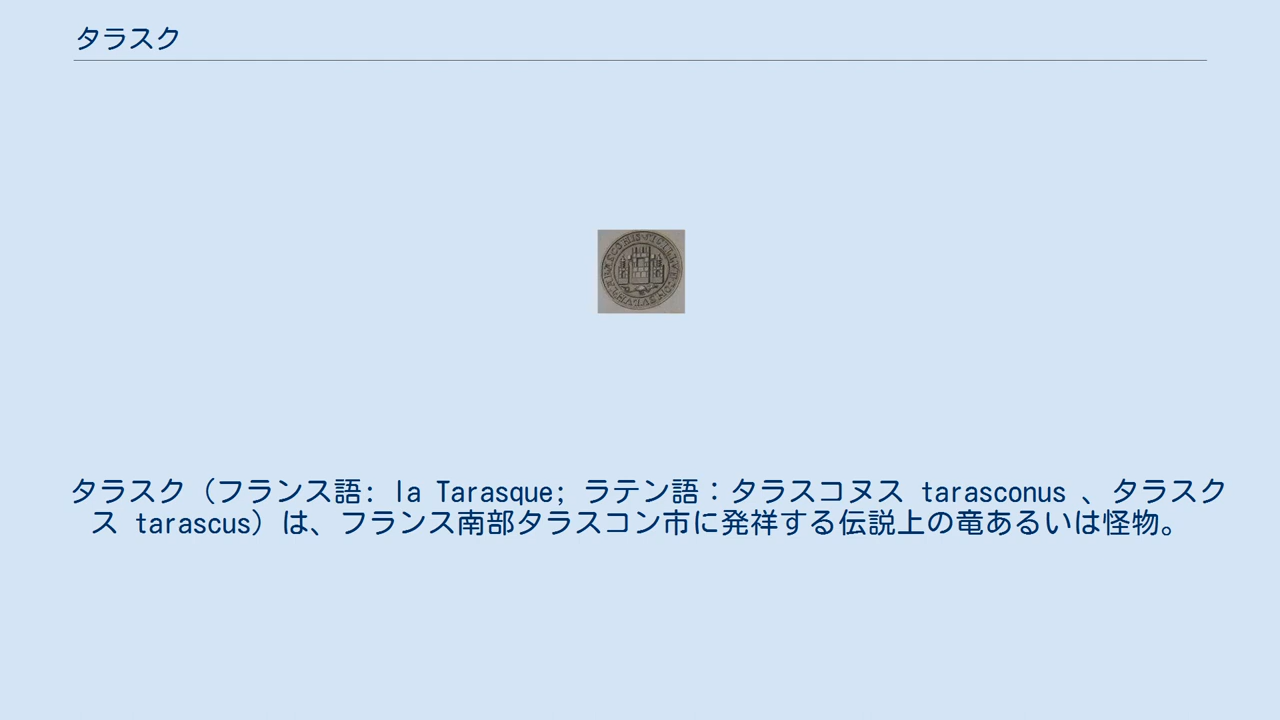 タラスク
タラスク（フランス語: la Tarasque; ラテン語：タラスコヌス tarasconus 、タラスク
ス tarascus）は、フランス南部タラスコン市に発祥する伝説上の竜あるいは怪物。